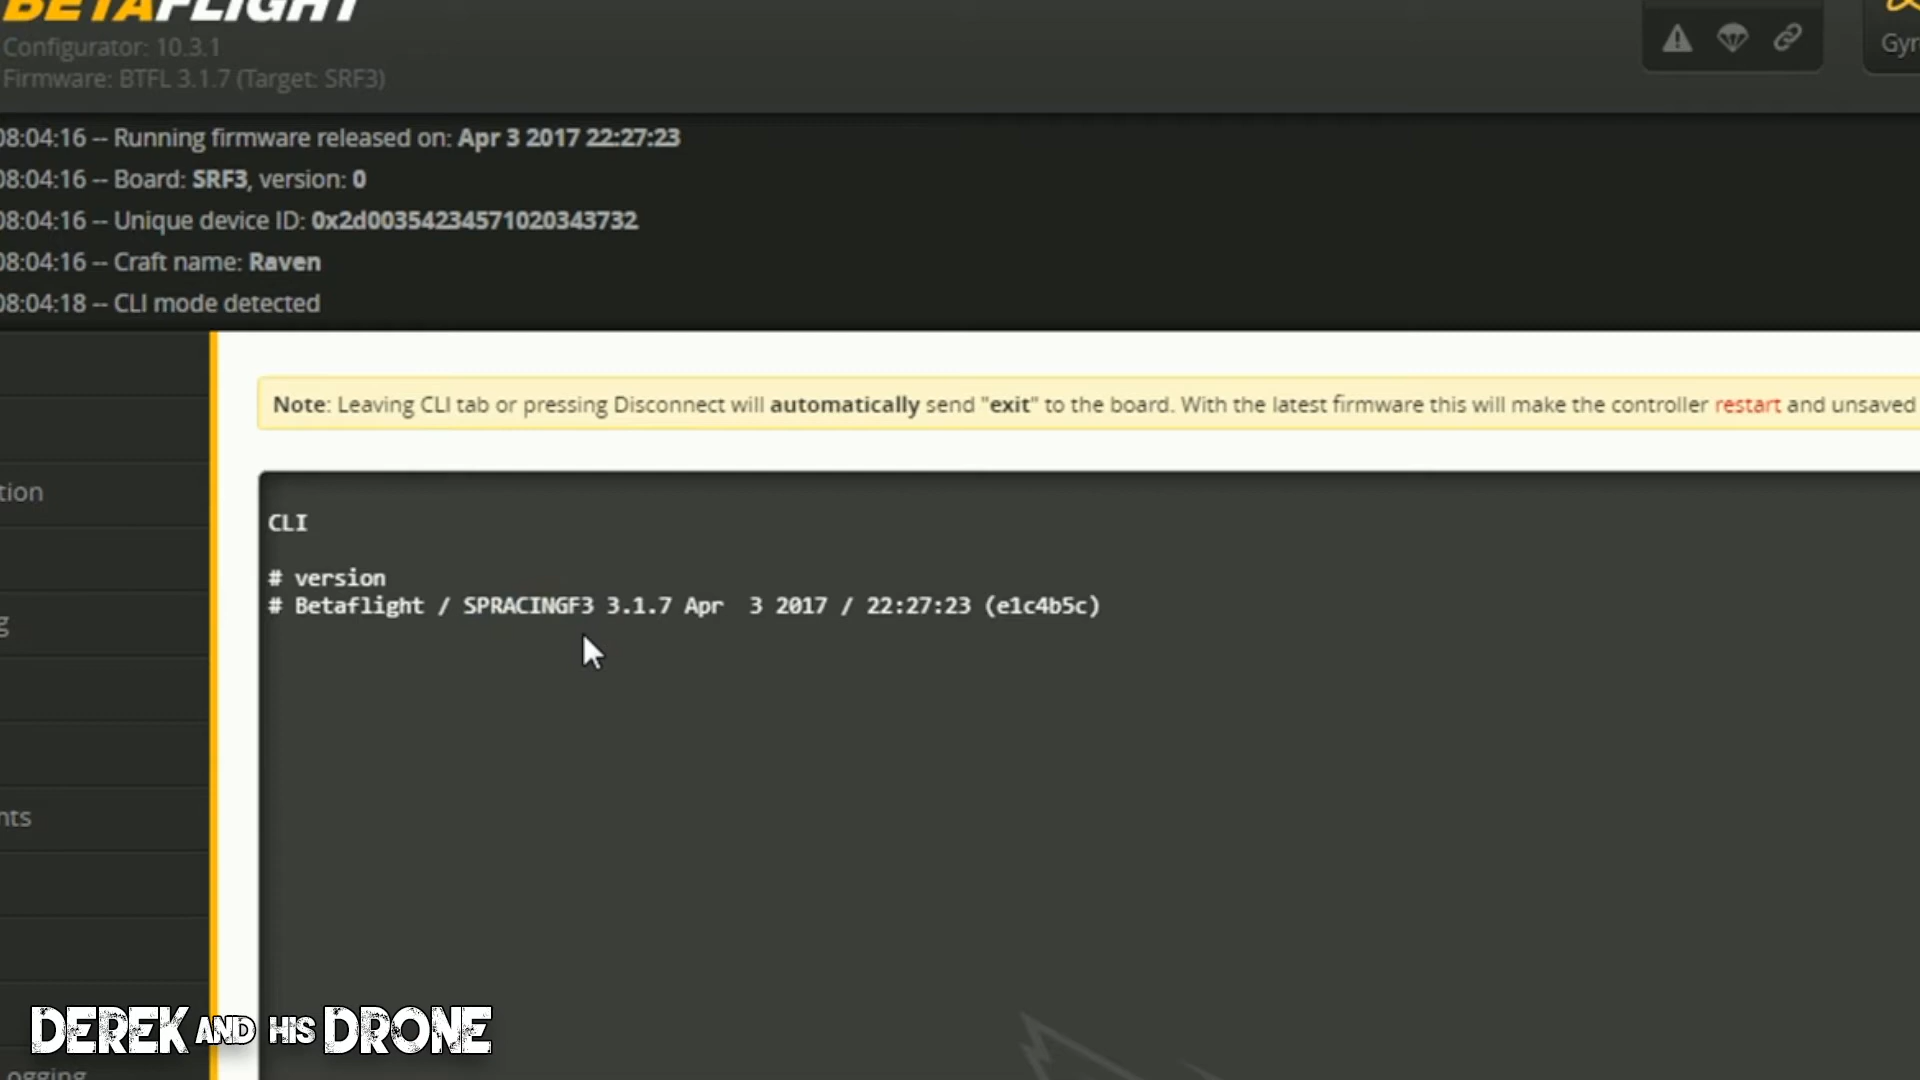 BETAFLIGHT
Configurator: 10.3.1
Firmware: BTFL 3.1.7 (Target: SRF3)
Gyr
08:04:16 -- Running firmware released on: Apr 3 2017 22:27:23
08:04:16 -- Board: SRF3, version: 0
08:04:16 -- Unique device ID: 0x2d003542345710203437​32
08:04:16 -- Craft name: Raven
08:04:18 -- CLI mode detected
Note: Leaving CLI tab or pressing Disconnect will automatically send "exit" to the board. With the latest firmware this will make the controller restart and unsaved
tion
CLI
# version
# Betaflight / SPRACINGF3 3.1.7 Apr  3 2017 / 22:27:23 (e1c4b5c)
g
nts
DEREK AND HIS DRONE
ogging